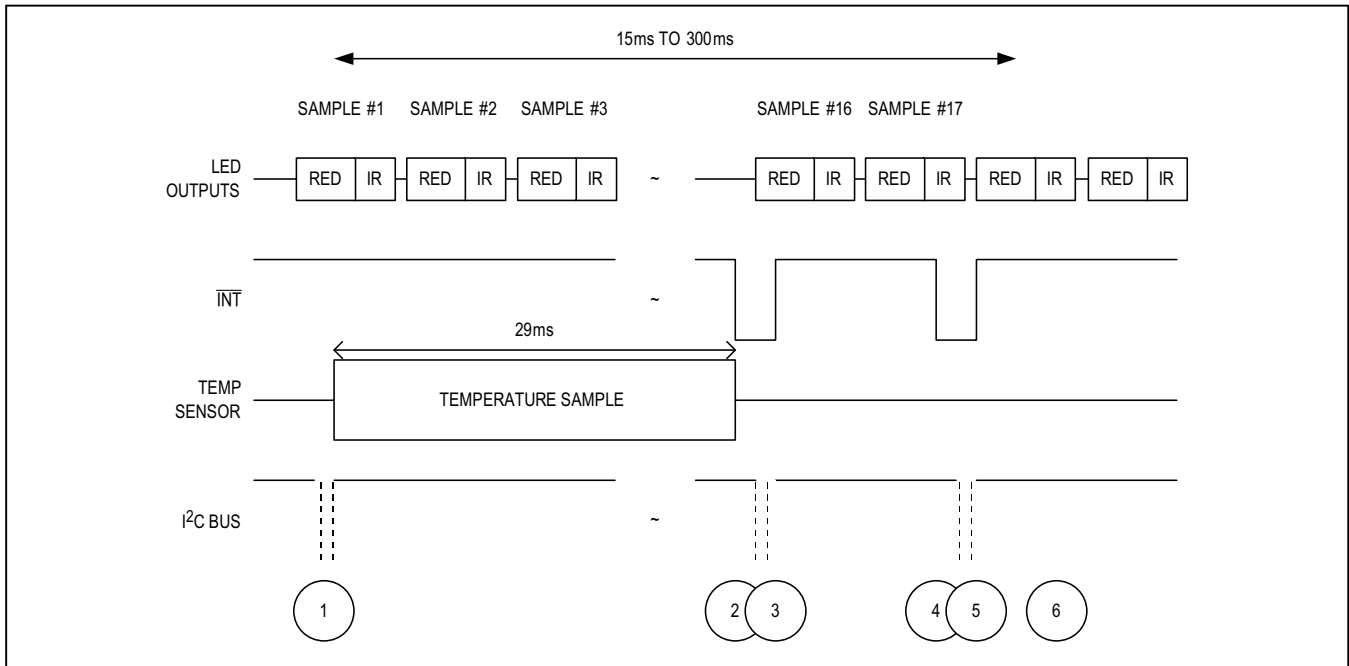 15ms TO 300ms
SAMPLE #1 SAMPLE #2 SAMPLE #3 SAMPLE #16 SAMPLE #17
LED
OUTPUTS
RED IR RED IR RED IR ~ RED IR RED IR RED IR RED IR
INT
~
29ms
TEMP
SENSOR
TEMPERATURE SAMPLE
I²C BUS
~
1 2 3 4 5 6